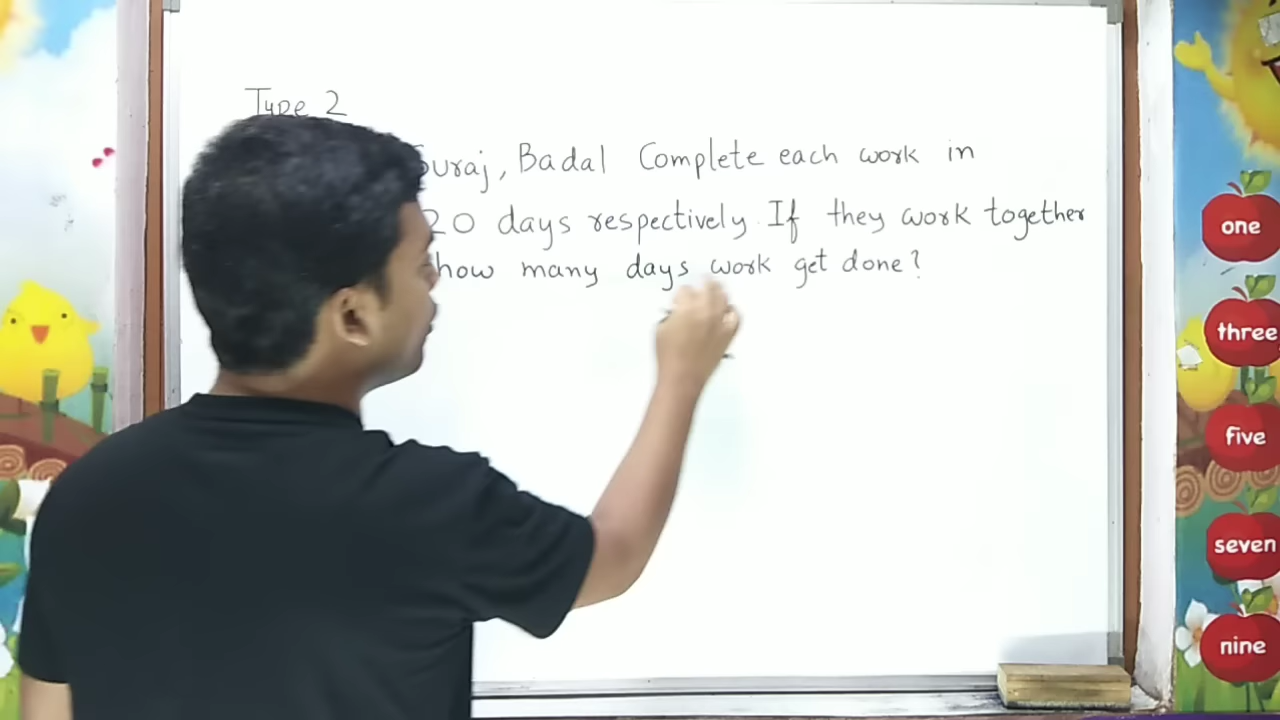 Type 2
Suraj, Badal Complete each work in
20 days respectively. If they work together
how many days work get done?
one
three
five
seven
nine